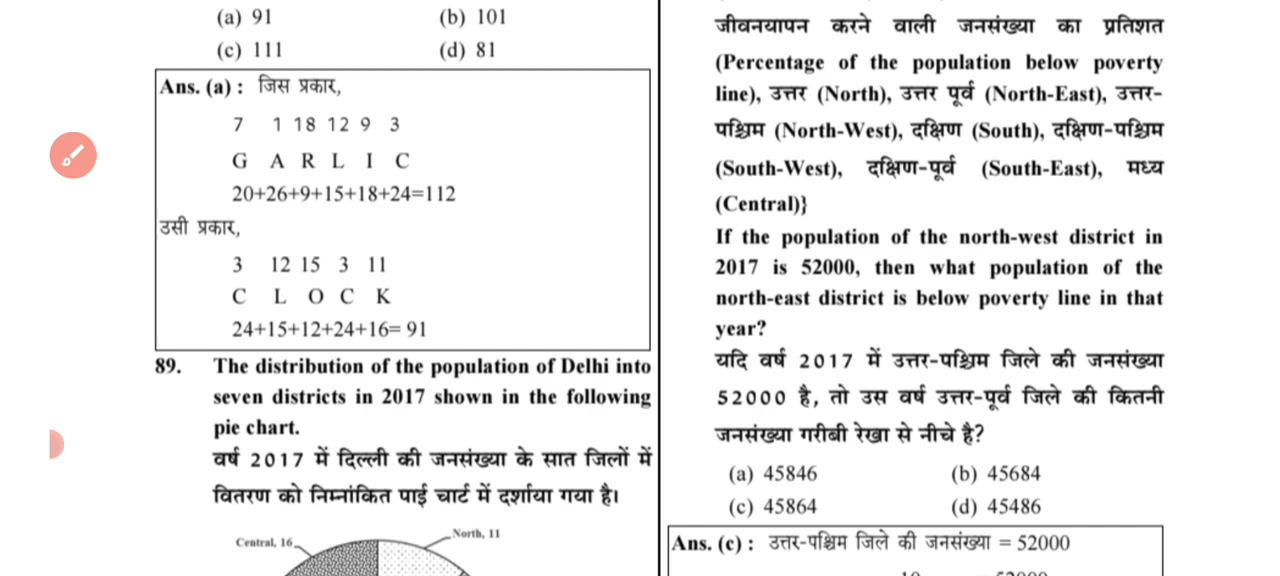 (a) 91 (b) 101
(c) 111 (d) 81
Ans. (a) : जिस प्रकार,
7 1 18 12 9 3
G A R L I C
20+26+9+15+18+24=112
उसी प्रकार,
3 12 15 3 11
C L O C K
24+15+12+24+16= 91
89. The distribution of the population of Delhi into
seven districts in 2017 shown in the following
pie chart.
वर्ष 2017 में दिल्ली की जनसंख्या के सात जिलों में
वितरण को निम्नांकित पाई चार्ट में दर्शाया गया है।
Central, 16
North, 11
जीवनयापन करने वाली जनसंख्या का प्रतिशत
(Percentage of the population below poverty
line), उत्तर (North), उत्तर पूर्व (North-East), उत्तर-
पश्चिम (North-West), दक्षिण (South), दक्षिण-पश्चिम
(South-West), दक्षिण-पूर्व (South-East), मध्य
(Central)}
If the population of the north-west district in
2017 is 52000, then what population of the
north-east district is below poverty line in that
year?
यदि वर्ष 2017 में उत्तर-पश्चिम जिले की जनसंख्या
52000 है, तो उस वर्ष उत्तर-पूर्व जिले की कितनी
जनसंख्या गरीबी रेखा से नीचे है?
(a) 45846 (b) 45684
(c) 45864 (d) 45486
Ans. (c) : उत्तर-पश्चिम जिले की जनसंख्या = 52000